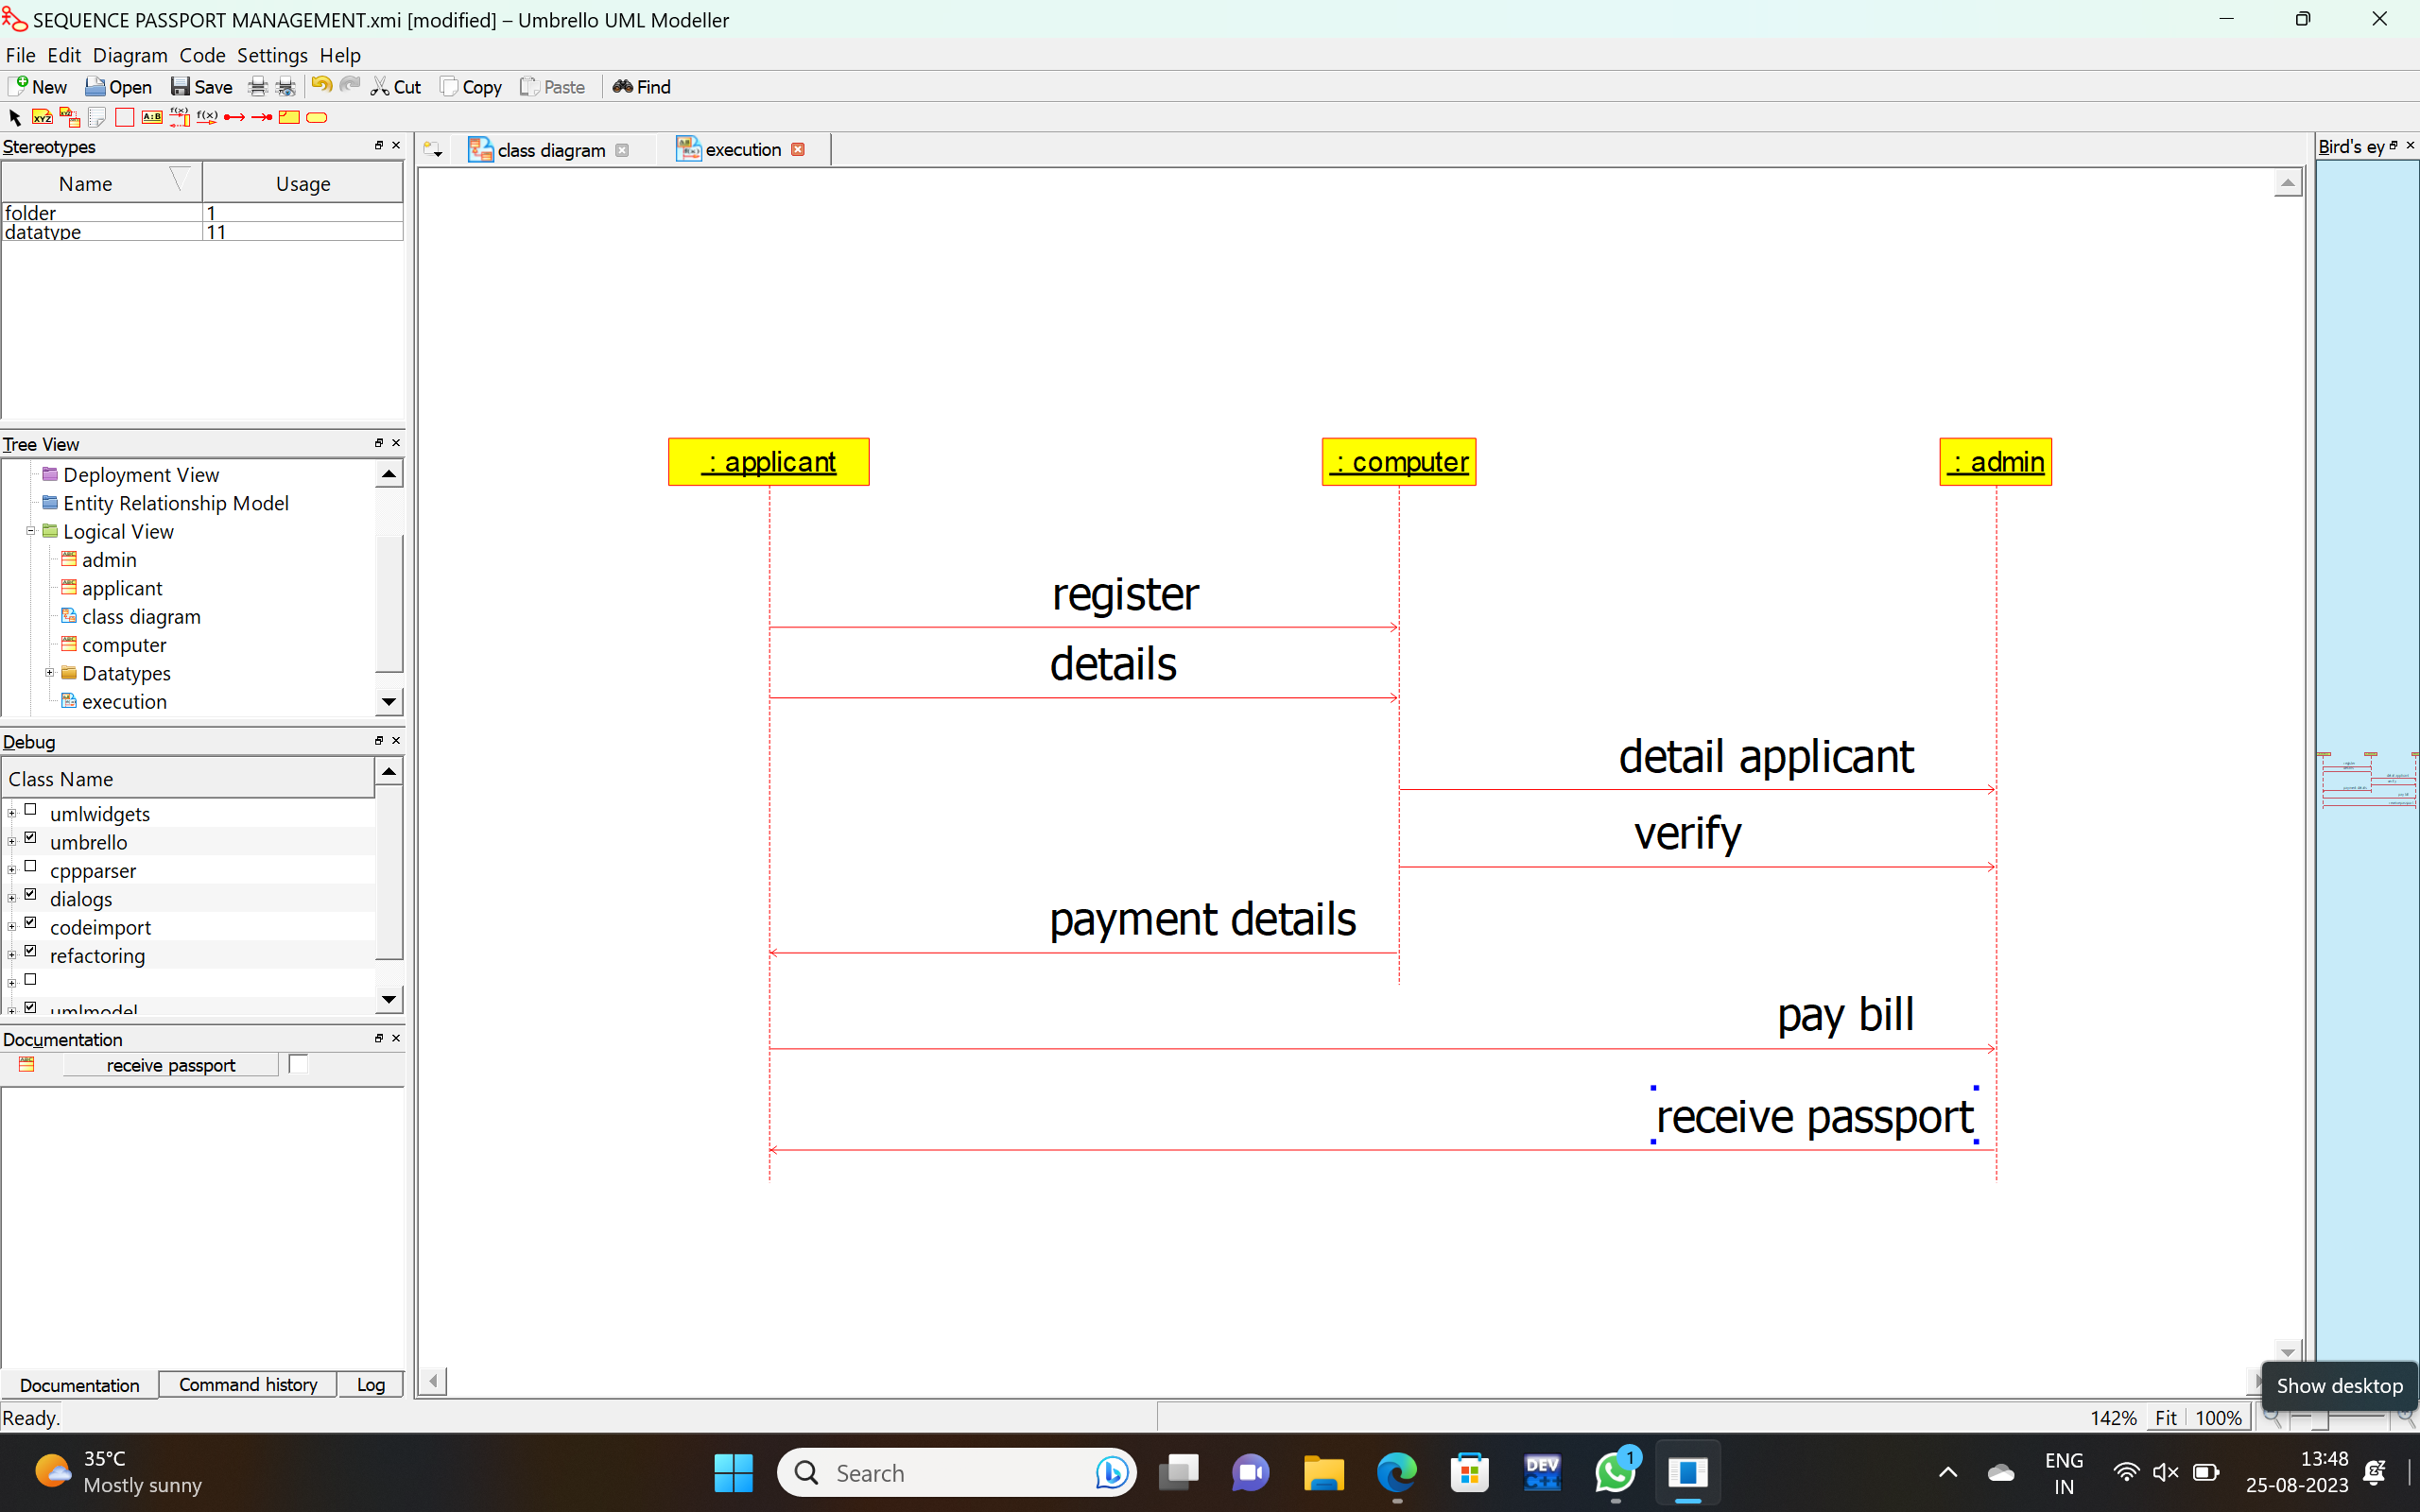 SEQUENCE PASSPORT MANAGEMENT.xmi [modified] – Umbrello UML Modeller
File Edit Diagram Code Settings Help
New Open Save Cut Copy Paste Find
Stereotypes
Name Usage
folder 1
datatype 11
class diagram execution
Bird's ey
Tree View
Deployment View
Entity Relationship Model
Logical View
admin
applicant
class diagram
computer
Datatypes
execution
Debug
Class Name
umlwidgets
umbrello
cppparser
dialogs
codeimport
refactoring
umlmodel
Documentation
receive passport
Documentation Command history Log
: applicant : computer : admin
register
details
detail applicant
verify
payment details
pay bill
receive passport
Show desktop
Ready.
142% Fit 100%
35°C
Mostly sunny
Search
DEV
C++
1
ENG
IN
13:48
25-08-2023